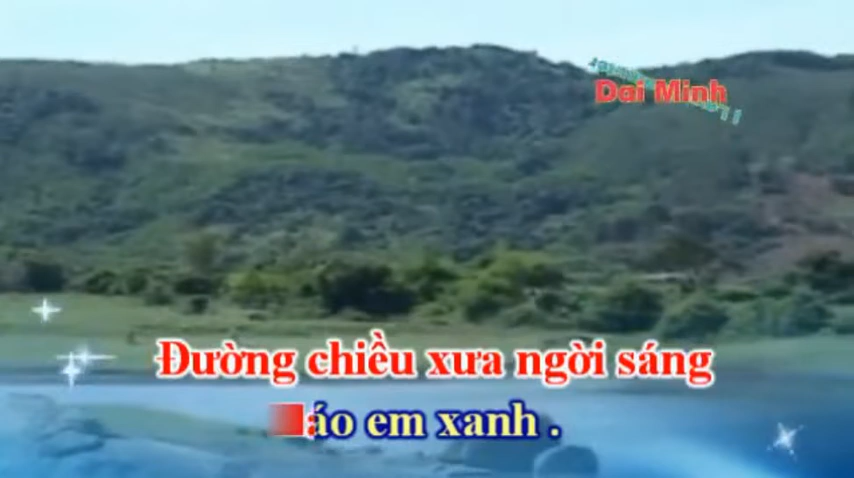 Dai Minh
Đường chiều xưa ngời sáng
áo em xanh .